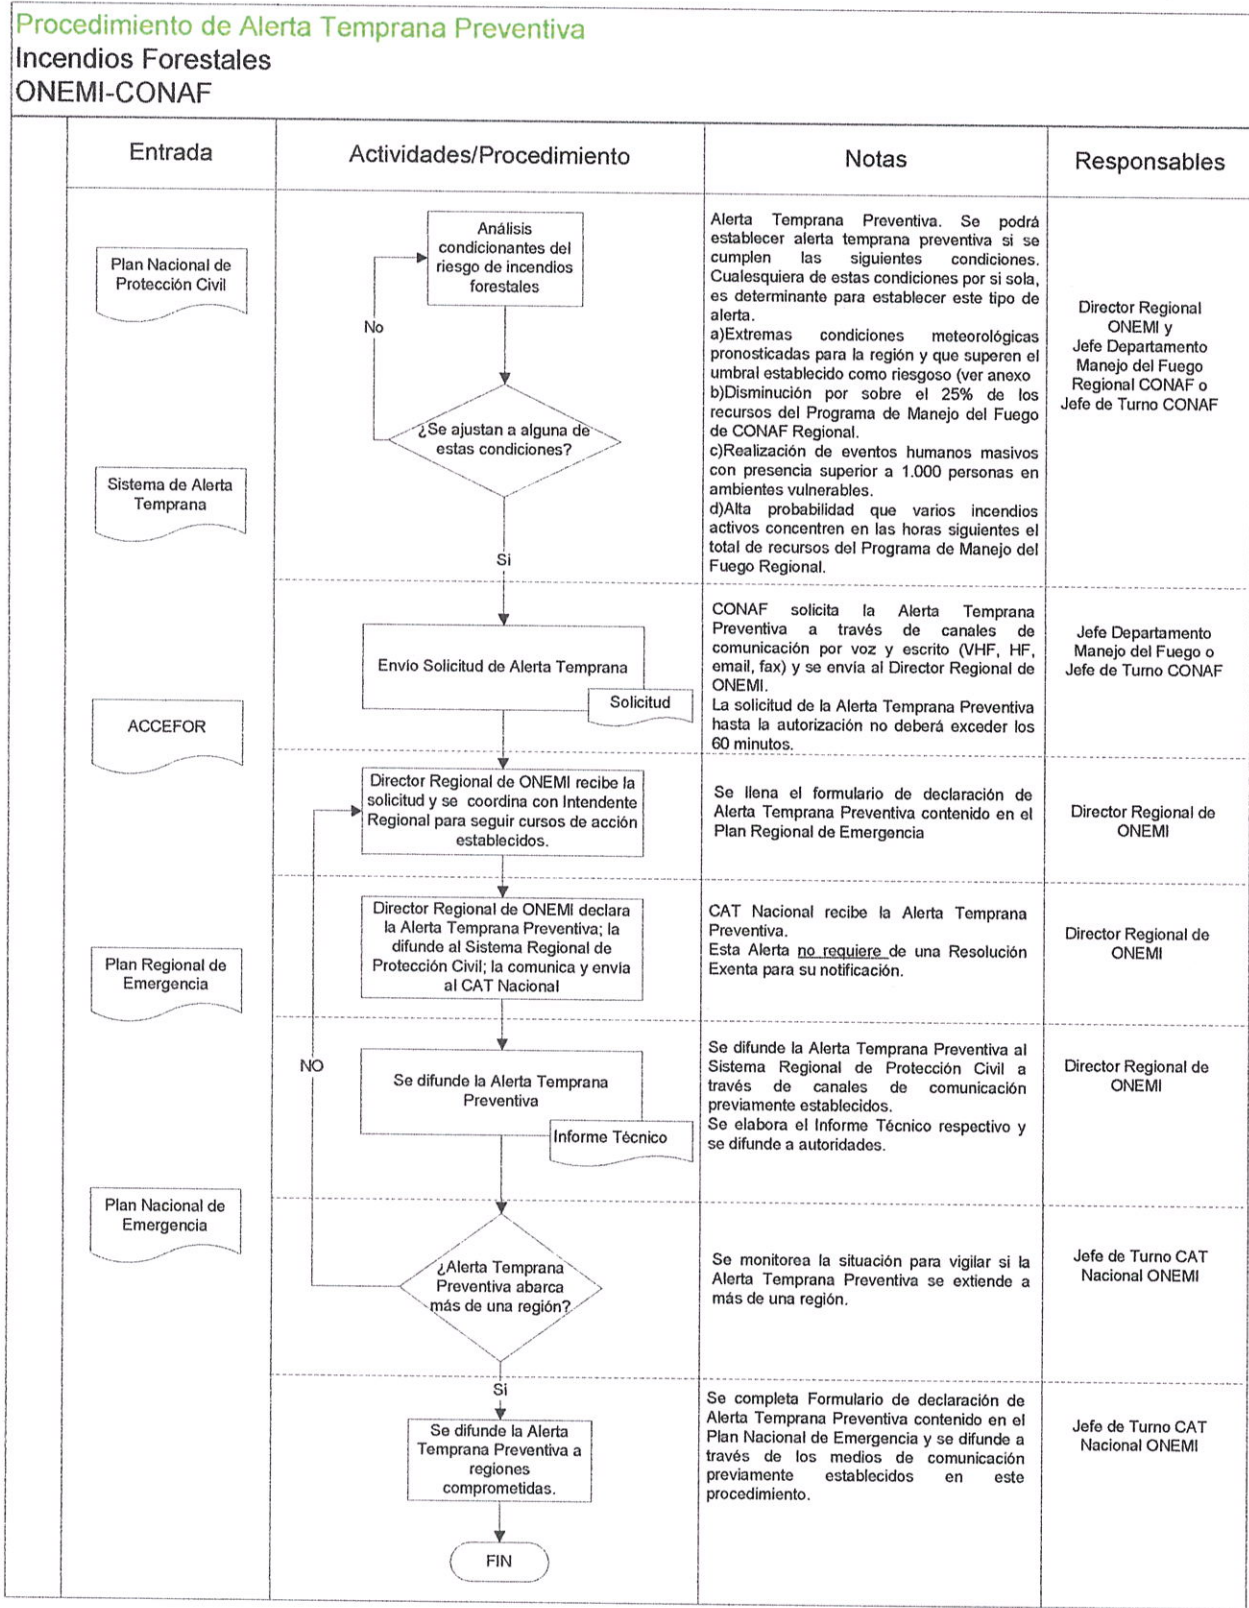 Procedimiento de Alerta Temprana Preventiva
Incendios Forestales
ONEMI-CONAF
Entrada
Actividades/Procedimiento
Notas
Responsables
Plan Nacional de
Protección Civil
Sistema de Alerta
Temprana
ACCEFOR
Plan Regional de
Emergencia
Plan Nacional de
Emergencia
Análisis
condicionantes del
riesgo de incendios
forestales
No
¿Se ajustan a alguna de
estas condiciones?
Si
Alerta Temprana Preventiva. Se podrá
establecer alerta temprana preventiva si se
cumplen las siguientes condiciones.
Cualesquiera de estas condiciones por si sola,
es determinante para establecer este tipo de
alerta.
a)Extremas condiciones meteorológicas
pronosticadas para la región y que superen el
umbral establecido como riesgoso (ver anexo
b)Disminución por sobre el 25% de los
recursos del Programa de Manejo del Fuego
de CONAF Regional.
c)Realización de eventos humanos masivos
con presencia superior a 1.000 personas en
ambientes vulnerables.
d)Alta probabilidad que varios incendios
activos concentren en las horas siguientes el
total de recursos del Programa de Manejo del
Fuego Regional.
Director Regional
ONEMI y
Jefe Departamento
Manejo del Fuego
Regional CONAF o
Jefe de Turno CONAF
Envío Solicitud de Alerta Temprana
Solicitud
CONAF solicita la Alerta Temprana
Preventiva a través de canales de
comunicación por voz y escrito (VHF, HF,
email, fax) y se envía al Director Regional de
ONEMI.
La solicitud de la Alerta Temprana Preventiva
hasta la autorización no deberá exceder los
60 minutos.
Jefe Departamento
Manejo del Fuego o
Jefe de Turno CONAF
Director Regional de ONEMI recibe la
solicitud y se coordina con Intendente
Regional para seguir cursos de acción
establecidos.
Se llena el formulario de declaración de
Alerta Temprana Preventiva contenido en el
Plan Regional de Emergencia
Director Regional de
ONEMI
Director Regional de ONEMI declara
la Alerta Temprana Preventiva; la
difunde al Sistema Regional de
Protección Civil; la comunica y envía
al CAT Nacional
CAT Nacional recibe la Alerta Temprana
Preventiva.
Esta Alerta no requiere de una Resolución
Exenta para su notificación.
Director Regional de
ONEMI
NO
Se difunde la Alerta Temprana
Preventiva
Informe Técnico
Se difunde la Alerta Temprana Preventiva al
Sistema Regional de Protección Civil a
través de canales de comunicación
previamente establecidos.
Se elabora el Informe Técnico respectivo y
se difunde a autoridades.
Director Regional de
ONEMI
¿Alerta Temprana
Preventiva abarca
más de una región?
Se monitorea la situación para vigilar si la
Alerta Temprana Preventiva se extiende a
más de una región.
Jefe de Turno CAT
Nacional ONEMI
Si
Se difunde la Alerta
Temprana Preventiva a
regiones
comprometidas.
Se completa Formulario de declaración de
Alerta Temprana Preventiva contenido en el
Plan Nacional de Emergencia y se difunde a
través de los medios de comunicación
previamente establecidos en este
procedimiento.
Jefe de Turno CAT
Nacional ONEMI
FIN